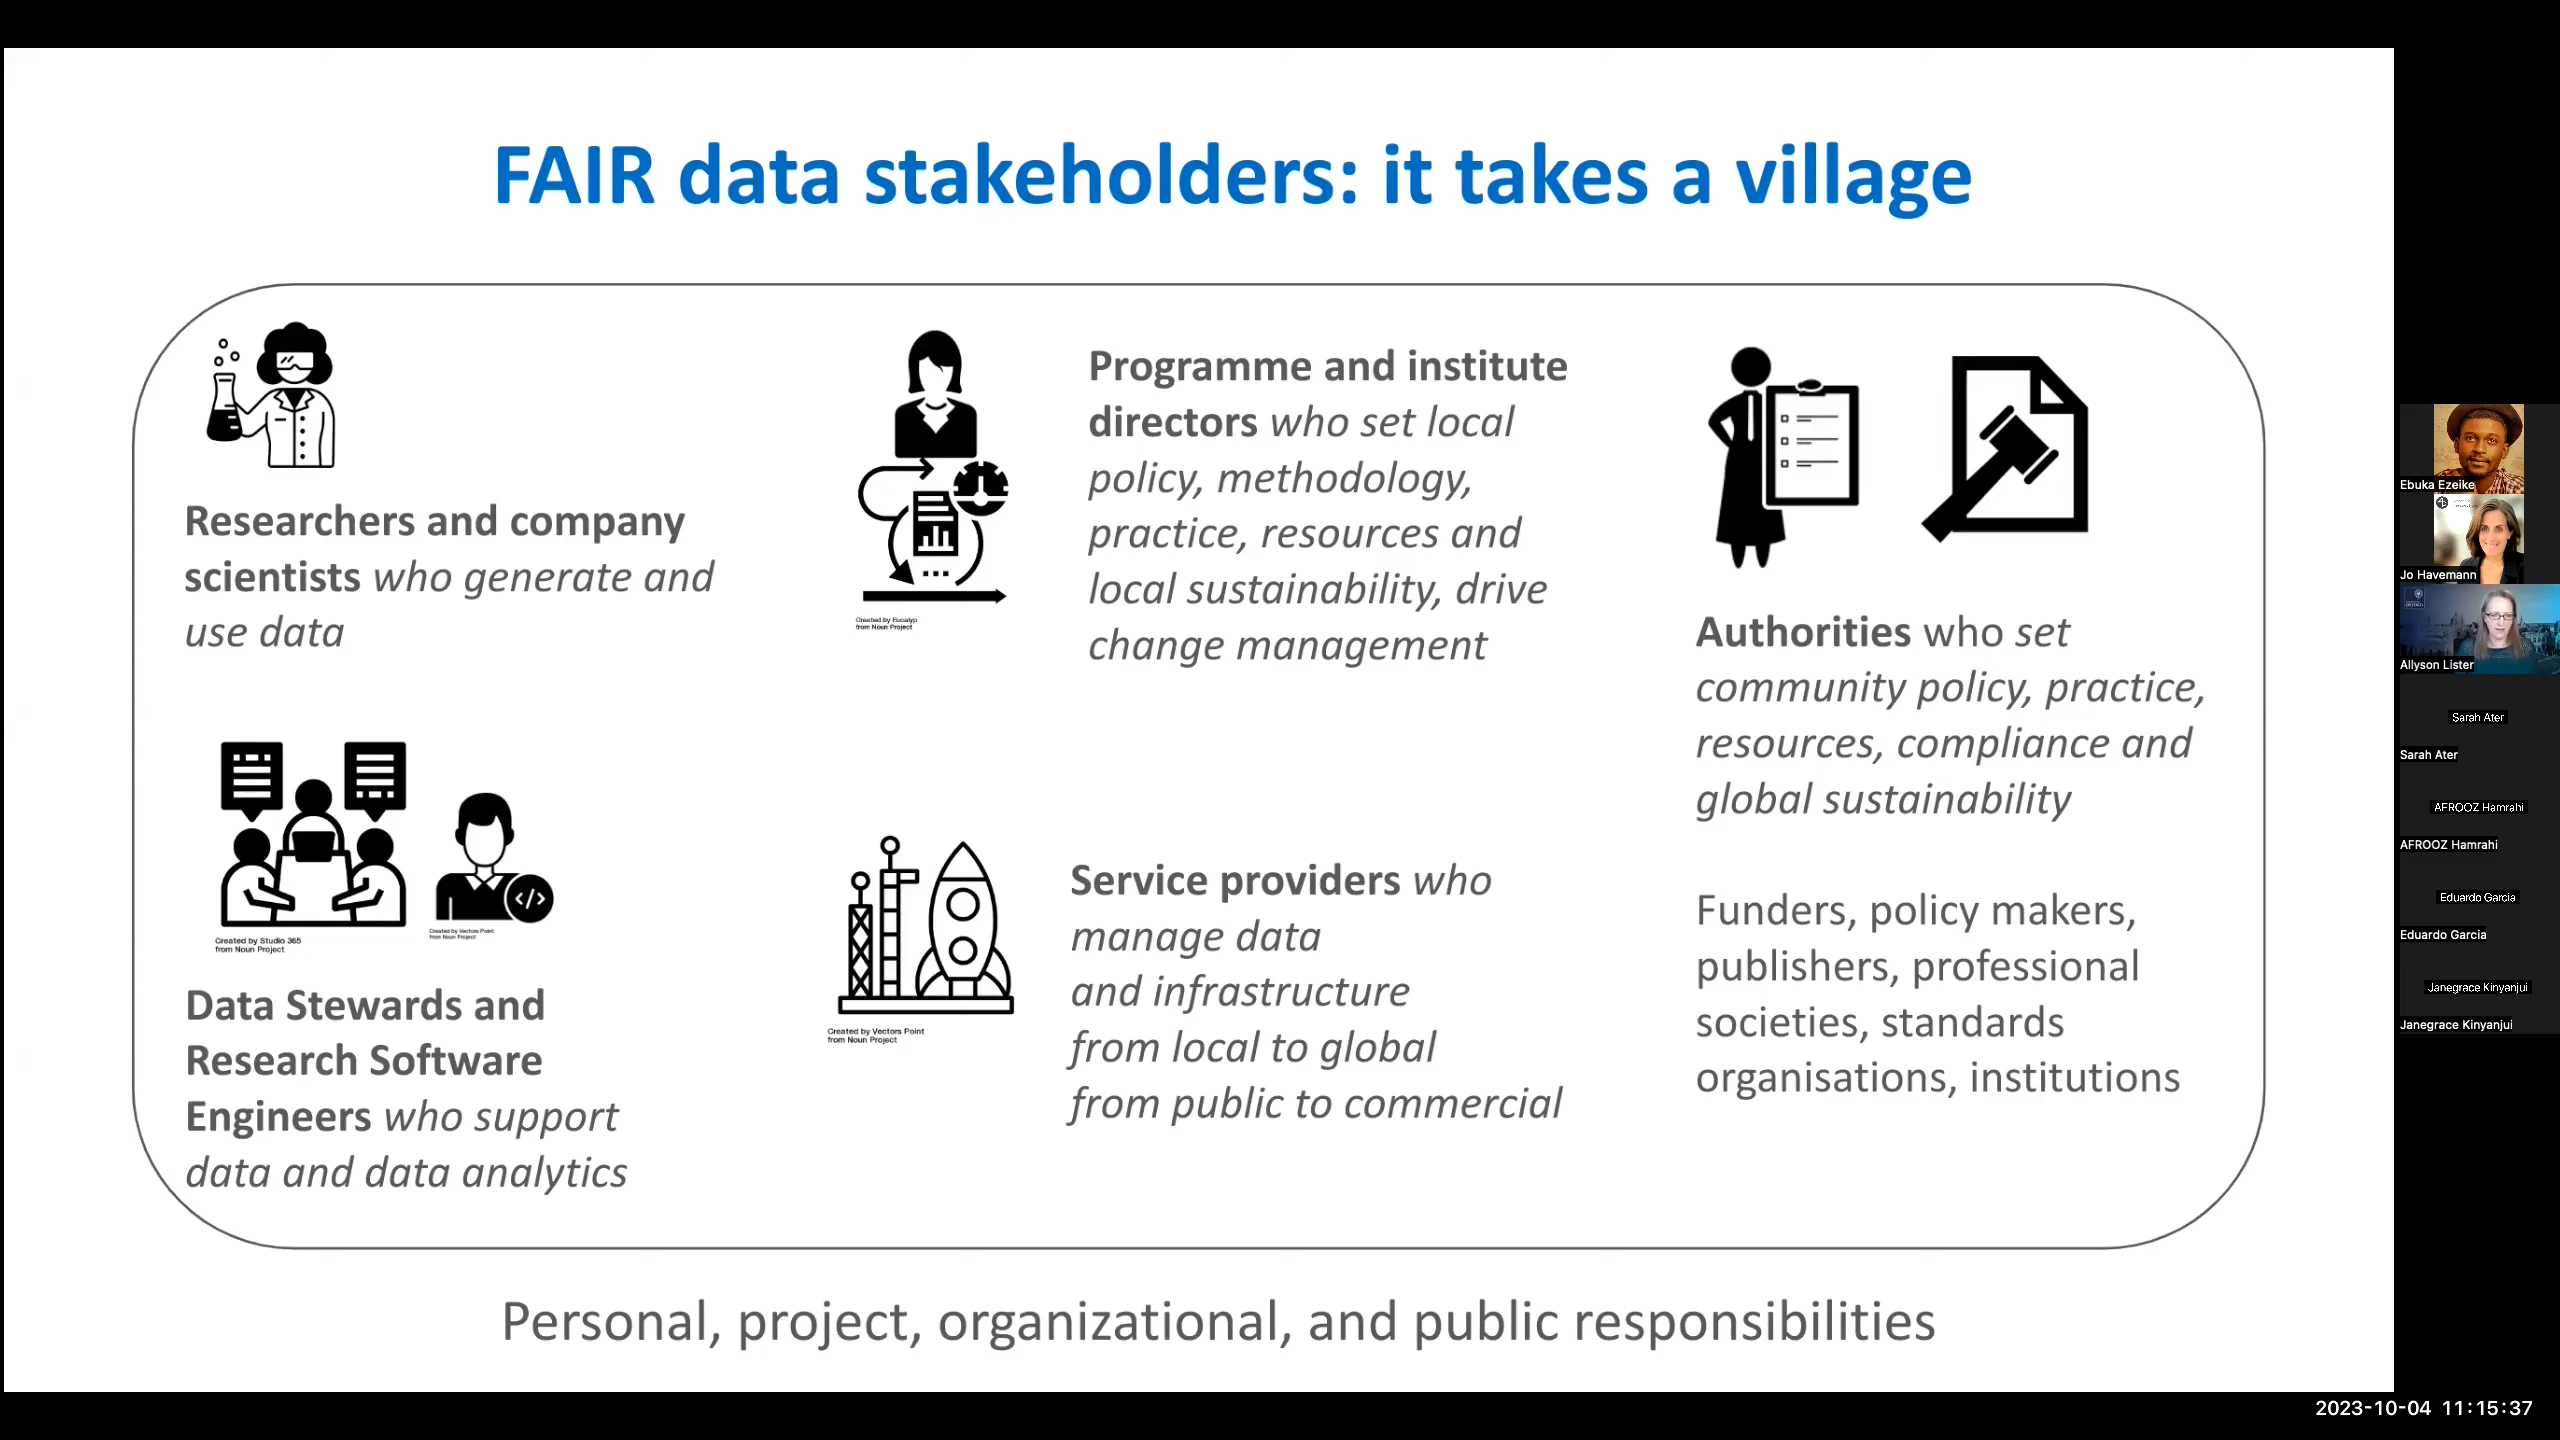 FAIR data stakeholders: it takes a village
Researchers and company
scientists who generate and
use data
Created by Studio 365
from Noun Project
Created by Vectors Point
from Noun Project
Data Stewards and
Research Software
Engineers who support
data and data analytics
Created by Eucalyp
from Noun Project
Programme and institute
directors who set local
policy, methodology,
practice, resources and
local sustainability, drive
change management
Created by Vectors Point
from Noun Project
Service providers who
manage data
and infrastructure
from local to global
from public to commercial
Authorities who set
community policy, practice,
resources, compliance and
global sustainability
Funders, policy makers,
publishers, professional
societies, standards
organisations, institutions
Personal, project, organizational, and public responsibilities
Ebuka Ezeike
Jo Havemann
Allyson Lister
Sarah Ater
Sarah Ater
AFROOZ Hamrahi
AFROOZ Hamrahi
Eduardo Garcia
Eduardo Garcia
Janegrace Kinyanjui
Janegrace Kinyanjui
2023-10-04 11:15:37